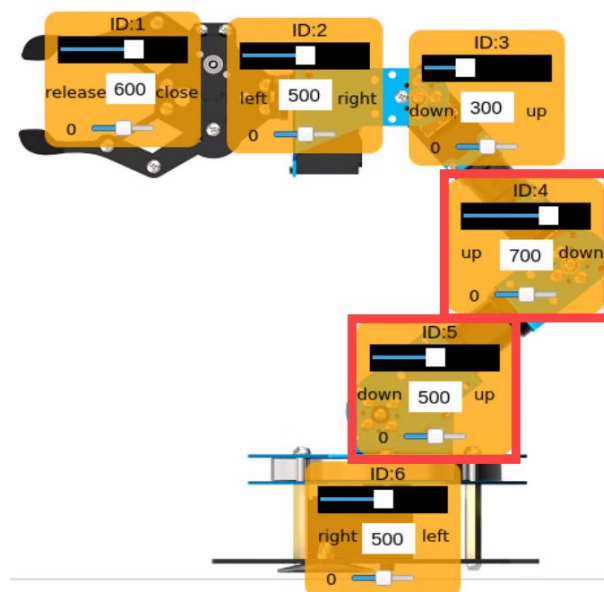 ID:1
release 600 close
0
ID:2
left 500 right
0
ID:3
down 300 up
0
ID:4
up 700 down
0
ID:5
down 500 up
0
ID:6
right 500 left
0